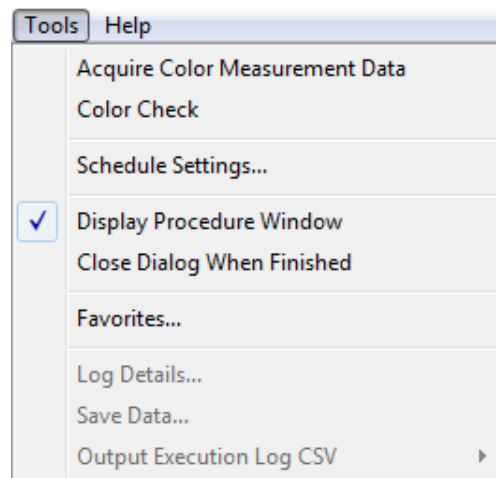 Tools Help
Acquire Color Measurement Data
Color Check
Schedule Settings...
Display Procedure Window
Close Dialog When Finished
Favorites...
Log Details...
Save Data...
Output Execution Log CSV